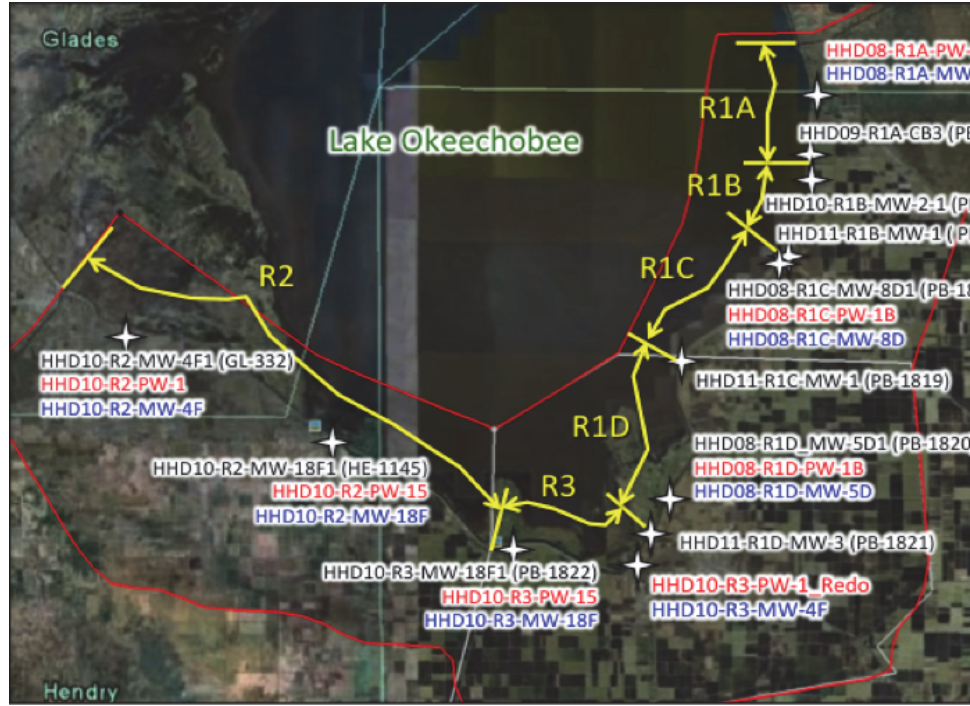 Glades
HHD08-R1A-PW-
HHD08-R1A-MW
R1A
Lake Okeechobee
HHD09-R1A-CB3 (PB
R1B
HHD10-R1B-MW-2-1 (P
HHD11-R1B-MW-1 ( P
R1C
R2
HHD08-R1C-MW-8D1 (PB-18
HHD08-R1C-PW-1B
HHD08-R1C-MW-8D
HHD10-R2-MW-4F1 (GL-332)
HHD10-R2-PW-1
HHD10-R2-MW-4F
HHD11-R1C-MW-1 (PB-1819)
R1D
HHD08-R1D_MW-5D1 (PB-1820
HHD08-R1D-PW-1B
HHD08-R1D-MW-5D
HHD10-R2-MW-18F1 (HE-1145)
HHD10-R2-PW-15
HHD10-R2-MW-18F
R3
HHD11-R1D-MW-3 (PB-1821)
HHD10-R3-MW-18F1 (PB-1822)
HHD10-R3-PW-15
HHD10-R3-MW-18F
HHD10-R3-PW-1_Redo
HHD10-R3-MW-4F
Hendry